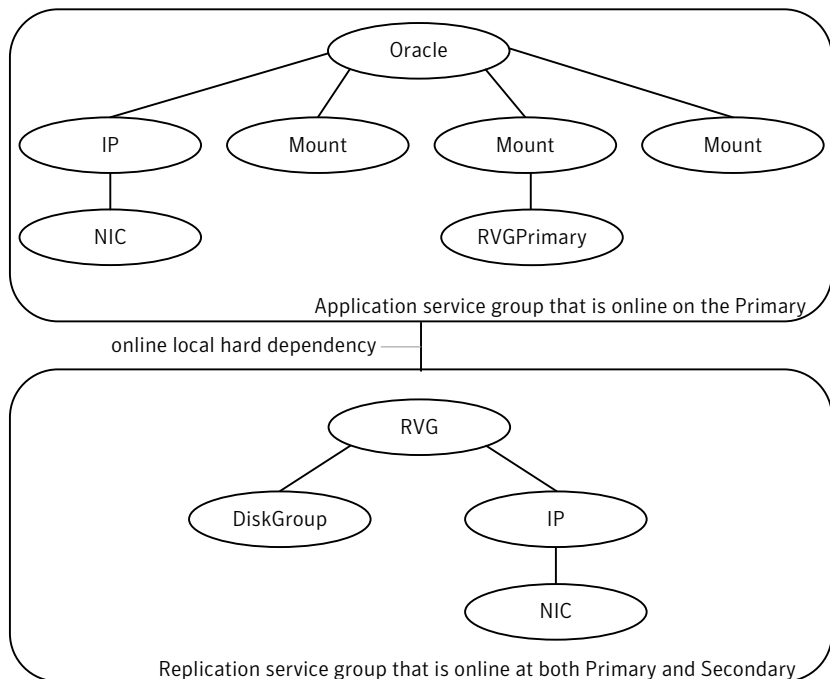 Oracle
IP
Mount
Mount
Mount
NIC
RVGPrimary
Application service group that is online on the Primary
online local hard dependency
RVG
DiskGroup
IP
NIC
Replication service group that is online at both Primary and Secondary